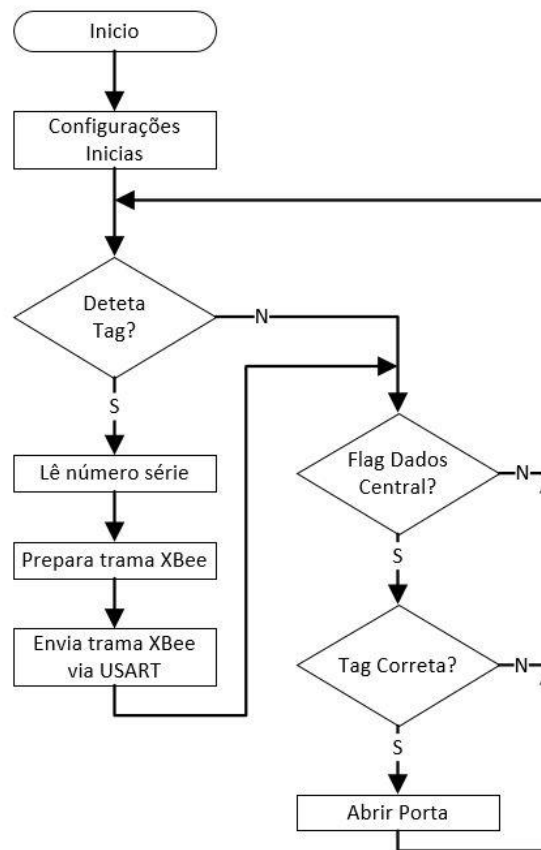 Inicio
Configurações
Inicias
Deteta
Tag?
N
S
Lê número série
Prepara trama XBee
Envia trama XBee
via USART
Flag Dados
Central?
N
S
Tag Correta?
N
S
Abrir Porta